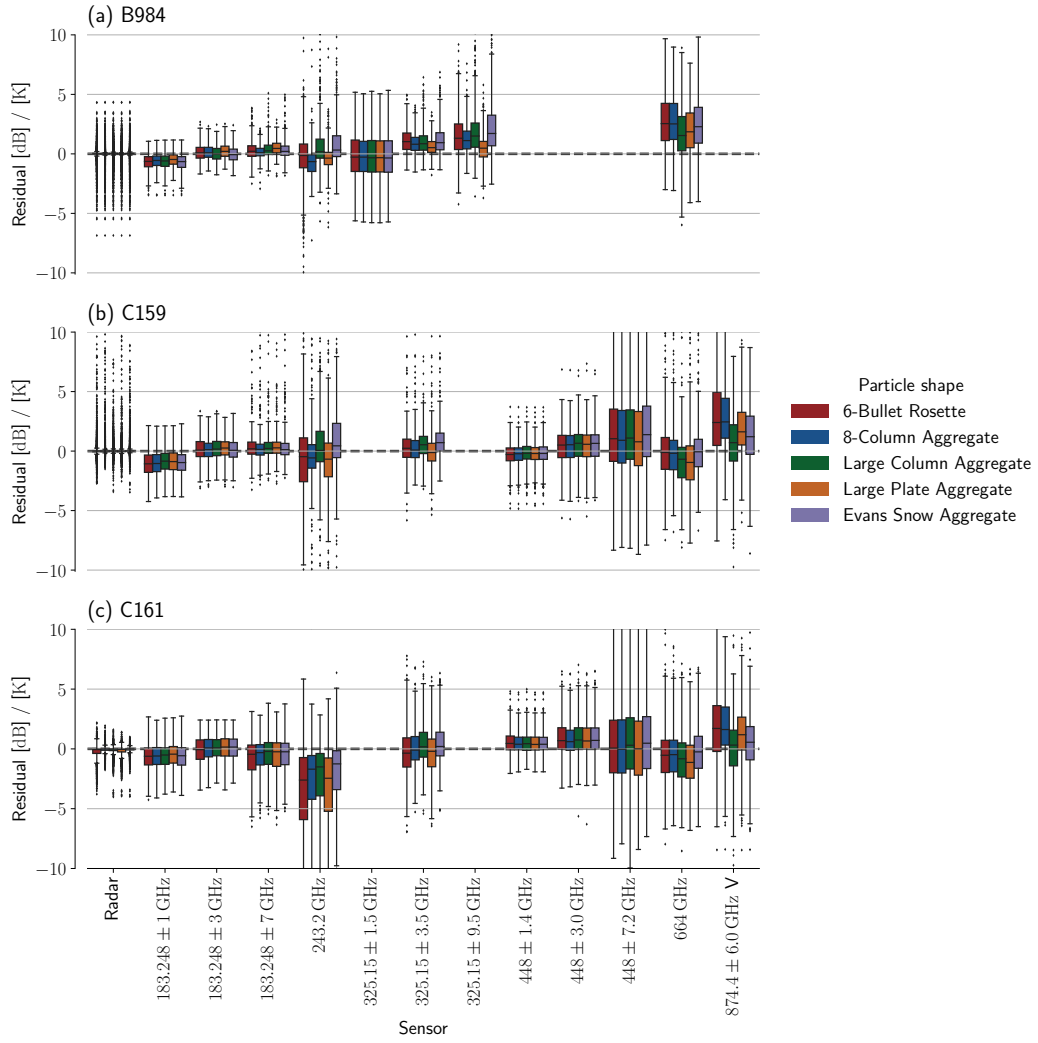 (a) B984
10
5
0
−5
−10
Residual [dB] / [K]
(b) C159
10
5
0
−5
−10
Residual [dB] / [K]
Particle shape
6-Bullet Rosette
8-Column Aggregate
Large Column Aggregate
Large Plate Aggregate
Evans Snow Aggregate
(c) C161
10
5
0
−5
−10
Residual [dB] / [K]
Radar
183.248 ± 1 GHz
183.248 ± 3 GHz
183.248 ± 7 GHz
243.2 GHz
325.15 ± 1.5 GHz
325.15 ± 3.5 GHz
325.15 ± 9.5 GHz
448 ± 1.4 GHz
448 ± 3.0 GHz
448 ± 7.2 GHz
664 GHz
874.4 ± 6.0 GHz V
Sensor